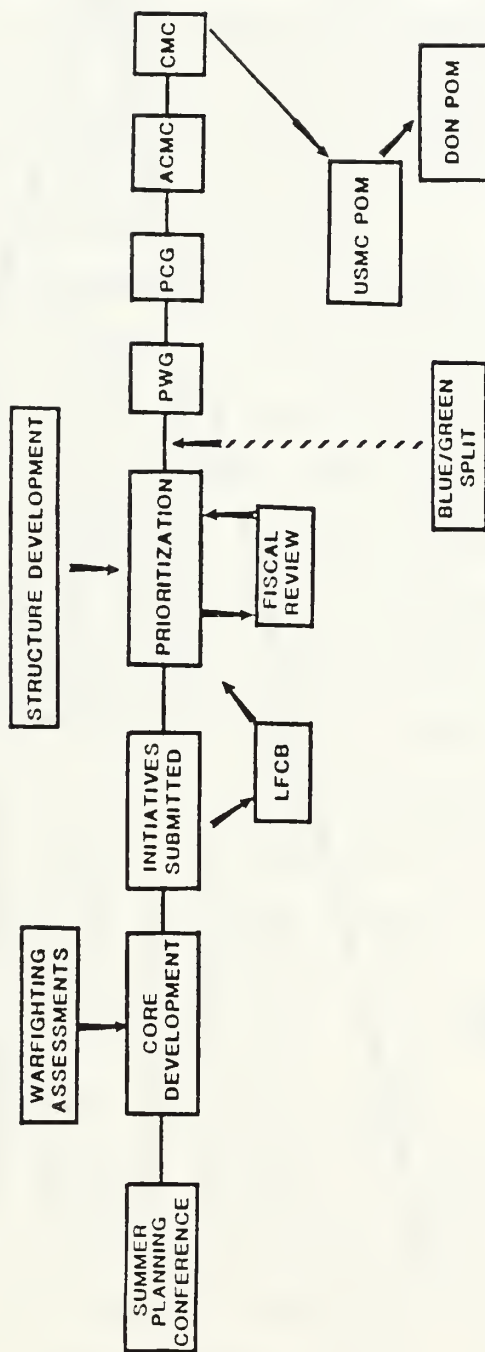 STRUCTURE DEVELOPMENT
WARFIGHTING
ASSESSMENTS
SUMMER
PLANNING
CONFERENCE
CORE
DEVELOPMENT
INITIATIVES
SUBMITTED
PRIORITIZATION
PWG
PCG
ACMC
CMC
LFCB
FISCAL
REVIEW
BLUE/GREEN
SPLIT
USMC POM
DON POM